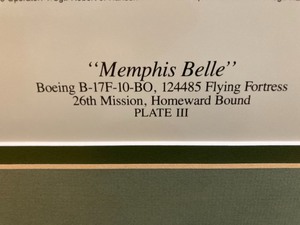 "Memphis Belle"
Boeing B-17F-10-BO, 124485 Flying Fortress
26th Mission, Homeward Bound
PLATE III